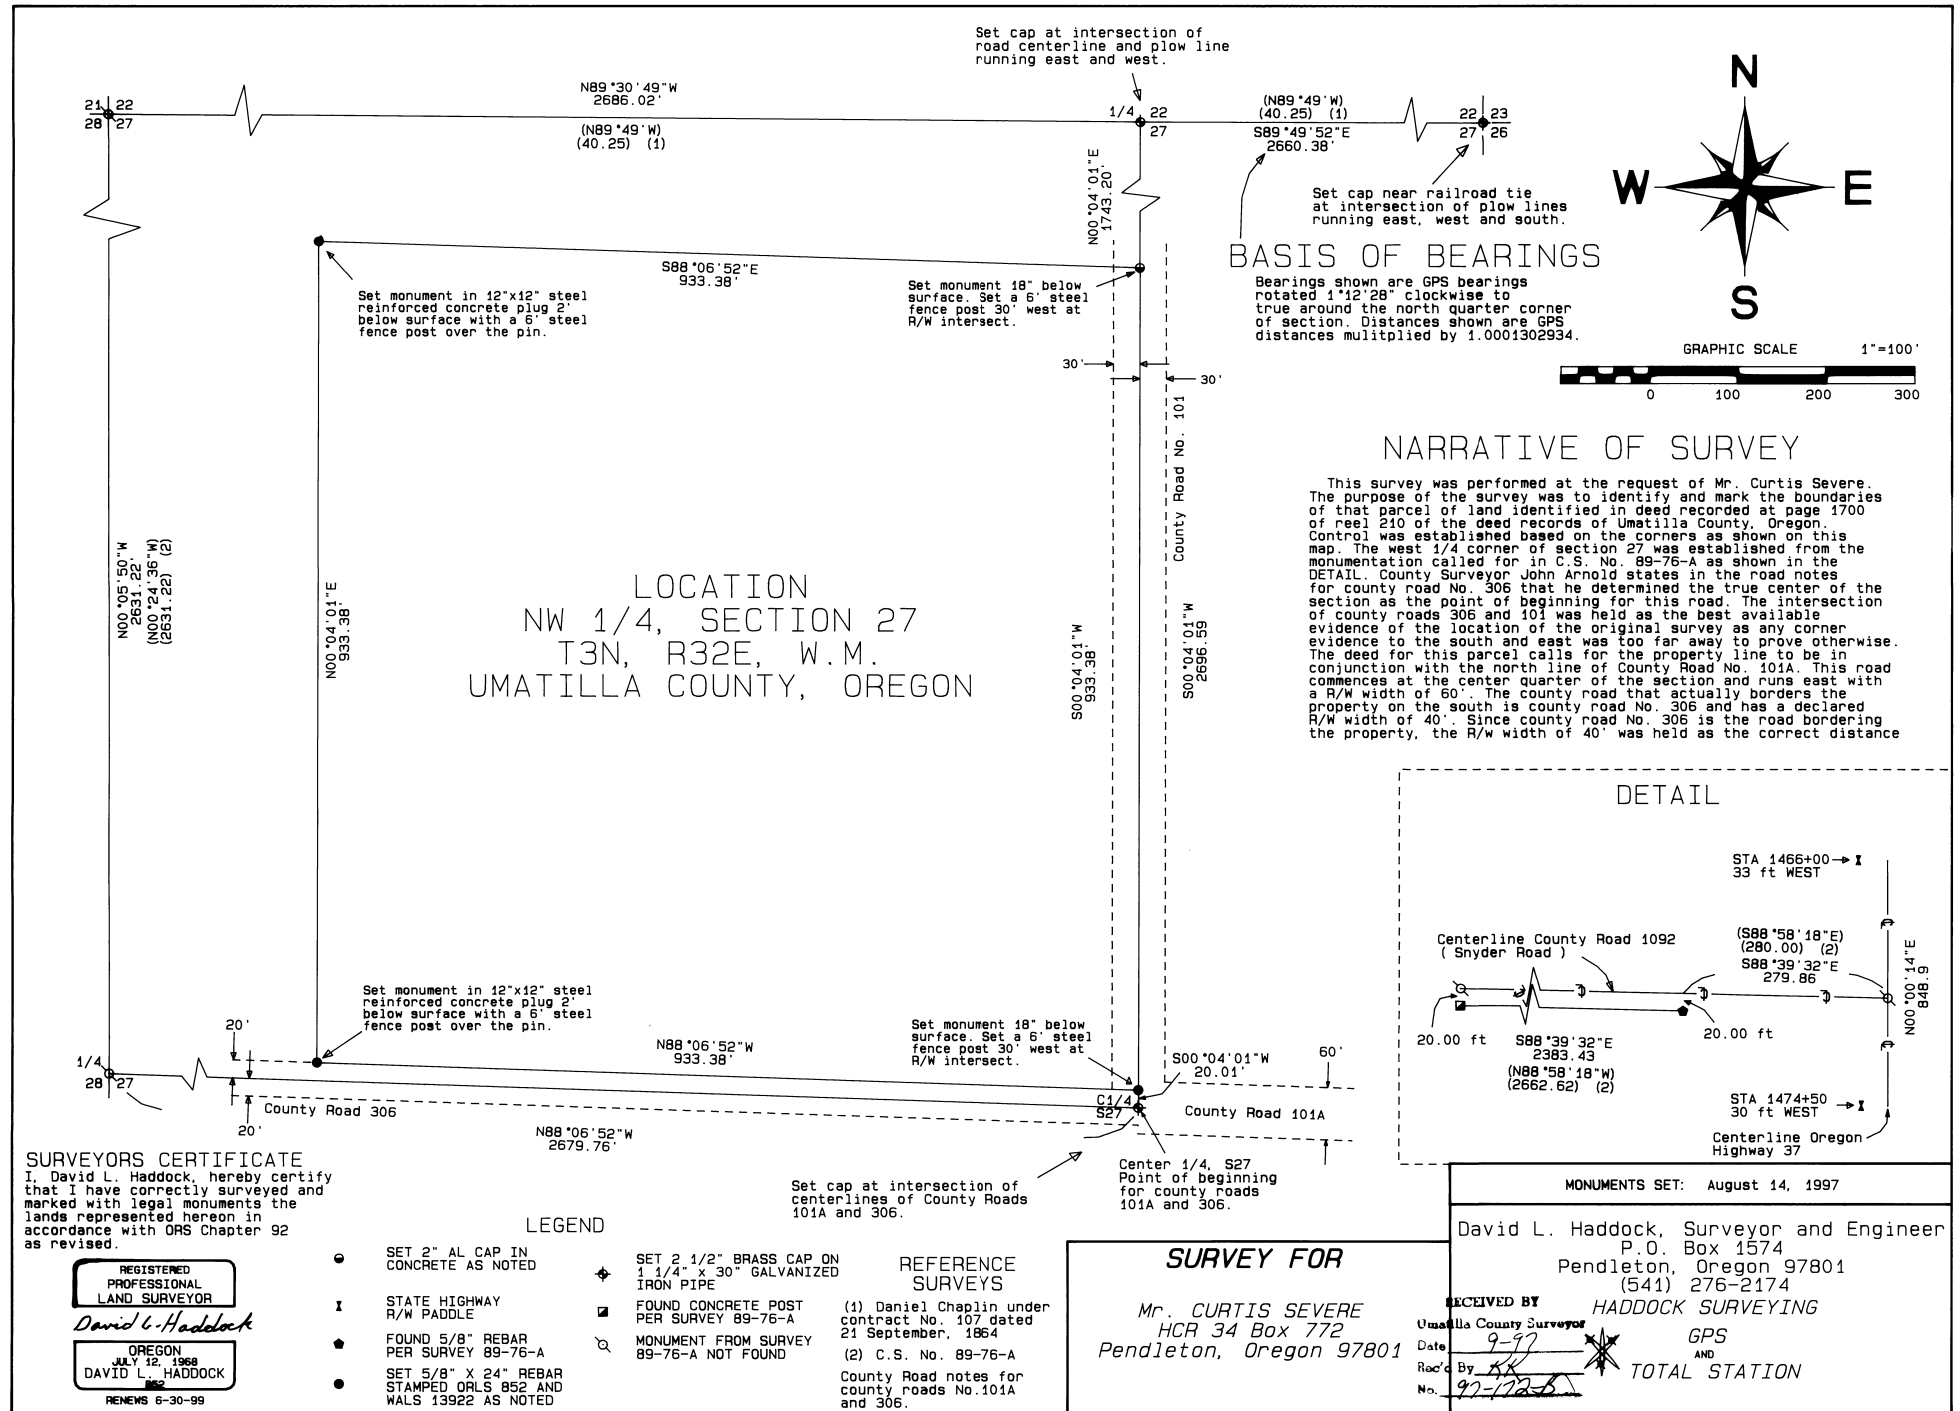 Set cap at intersection of
road centerline and plow line
running east and west.
N89°30'49"W
2686.02'
(N89°49'W)
(40.25) (1)
21 22
28 27
1/4 22
27
(N89°49'W)
(40.25) (1)
S89°49'52"E
2660.38'
22 23
27 26
N00°04'01"E
1743.20'
Set cap near railroad tie
at intersection of plow lines
running east, west and south.
N
W
E
S
BASIS OF BEARINGS
Bearings shown are GPS bearings
rotated 1°12'28" clockwise to
true around the north quarter corner
of section. Distances shown are GPS
distances mulitplied by 1.0001302934.
S88°06'52"E
933.38'
Set monument in 12"x12" steel
reinforced concrete plug 2'
below surface with a 6' steel
fence post over the pin.
Set monument 18" below
surface. Set a 6' steel
fence post 30' west at
R/W intersect.
30'
30'
County Road No. 101
GRAPHIC SCALE 1"=100'
0 100 200 300
NARRATIVE OF SURVEY
This survey was performed at the request of Mr. Curtis Severe.
The purpose of the survey was to identify and mark the boundaries
of that parcel of land identified in deed recorded at page 1700
of reel 210 of the deed records of Umatilla County, Oregon.
Control was established based on the corners as shown on this
map. The west 1/4 corner of section 27 was established from the
monumentation called for in C.S. No. 89-76-A as shown in the
DETAIL. County Surveyor John Arnold states in the road notes
for county road No. 306 that he determined the true center of the
section as the point of beginning for this road. The intersection
of county roads 306 and 101 was held as the best available
evidence of the location of the original survey as any corner
evidence to the south and east was too far away to prove otherwise.
The deed for this parcel calls for the property line to be in
conjunction with the north line of County Road No. 101A. This road
commences at the center quarter of the section and runs east with
a R/W width of 60'. The county road that actually borders the
property on the south is county road No. 306 and has a declared
R/W width of 40'. Since county road No. 306 is the road bordering
the property, the R/w width of 40' was held as the correct distance
N00°05'50"W
2631.22'
(N00°24'36"W)
(2631.22) (2)
N00°04'01"E
933.38'
LOCATION
NW 1/4, SECTION 27
T3N, R32E, W.M.
UMATILLA COUNTY, OREGON
S00°04'01"W
933.38'
S00°04'01"W
2696.59
DETAIL
STA 1466+00
33 ft WEST
Centerline County Road 1092
( Snyder Road )
(S88°58'18"E)
(280.00) (2)
S88°39'32"E
279.86
N00°00'14"E
848.9
20.00 ft
20.00 ft
S88°39'32"E
2383.43
(N88°58'18"W)
(2662.62) (2)
STA 1474+50
30 ft WEST
Centerline Oregon
Highway 37
Set monument in 12"x12" steel
reinforced concrete plug 2'
below surface with a 6' steel
fence post over the pin.
20'
20'
1/4
28 27
County Road 306
N88°06'52"W
933.38'
N88°06'52"W
2679.76'
Set monument 18" below
surface. Set a 6' steel
fence post 30' west at
R/W intersect.
S00°04'01"W
20.01'
60'
C1/4
S27
County Road 101A
Set cap at intersection of
centerlines of County Roads
101A and 306.
Center 1/4, S27
Point of beginning
for county roads
101A and 306.
SURVEYORS CERTIFICATE
I, David L. Haddock, hereby certify
that I have correctly surveyed and
marked with legal monuments the
lands represented hereon in
accordance with ORS Chapter 92
as revised.
REGISTERED
PROFESSIONAL
LAND SURVEYOR
David L. Haddock
OREGON
JULY 12, 1968
DAVID L. HADDOCK
852
RENEWS 6-30-99
LEGEND
SET 2" AL CAP IN
CONCRETE AS NOTED
STATE HIGHWAY
R/W PADDLE
FOUND 5/8" REBAR
PER SURVEY 89-76-A
SET 5/8" X 24" REBAR
STAMPED ORLS 852 AND
WALS 13922 AS NOTED
SET 2 1/2" BRASS CAP ON
1 1/4" x 30" GALVANIZED
IRON PIPE
FOUND CONCRETE POST
PER SURVEY 89-76-A
MONUMENT FROM SURVEY
89-76-A NOT FOUND
REFERENCE
SURVEYS
(1) Daniel Chaplin under
contract No. 107 dated
21 September, 1864
(2) C.S. No. 89-76-A
County Road notes for
county roads No.101A
and 306.
SURVEY FOR
Mr. CURTIS SEVERE
HCR 34 Box 772
Pendleton, Oregon 97801
MONUMENTS SET: August 14, 1997
David L. Haddock, Surveyor and Engineer
P.O. Box 1574
Pendleton, Oregon 97801
(541) 276-2174
HADDOCK SURVEYING
GPS
AND
TOTAL STATION
RECEIVED BY
Umatilla County Surveyor
Date 9-97
Rec'd By KK
No. 97-172-B